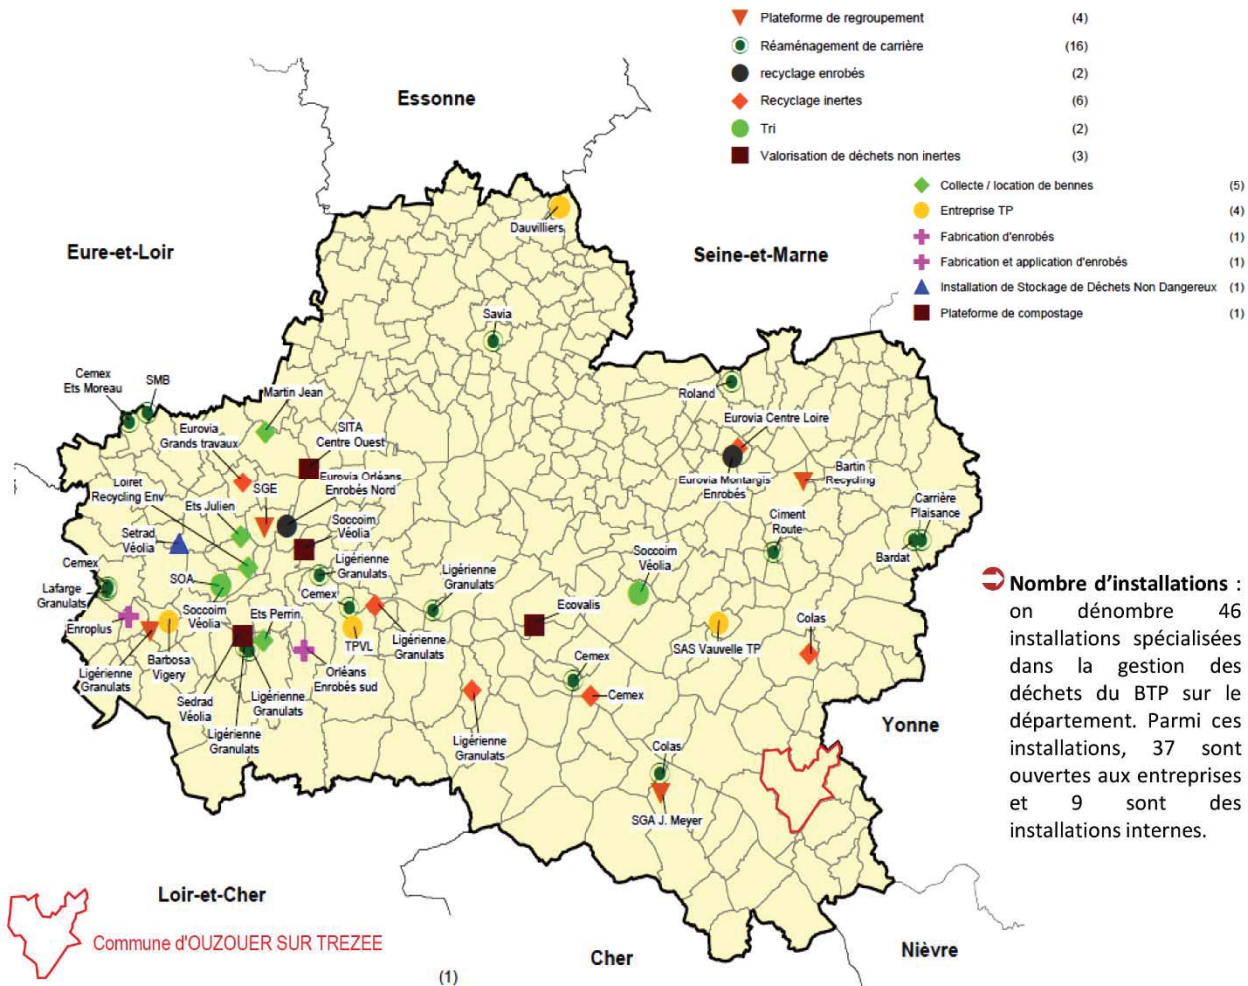 Plateforme de regroupement (4)
Réaménagement de carrière (16)
recyclage enrobés (2)
Recyclage inertes (6)
Tri (2)
Valorisation de déchets non inertes (3)
Collecte / location de bennes (5)
Entreprise TP (4)
Fabrication d'enrobés (1)
Fabrication et application d'enrobés (1)
Installation de Stockage de Déchets Non Dangereux (1)
Plateforme de compostage (1)
Essonne
Eure-et-Loir
Seine-et-Marne
Dauvilliers
Savia
Cemex
Ets Moreau
SMB
Martin Jean
Roland
Eurovia
Grands travaux
SITA
Centre Ouest
Eurovia Centre Loire
Loiret
Recycling Env
SGE
Eurovia Orléans
Enrobés Nord
Eurovia Montargis
Enrobés
Bartin
Recycling
Ets Julien
Setrad
Véolia
Soccoim
Véolia
Ciment
Route
Carrière
Plaisance
Bardat
Cemex
Lafarge
Granulats
SOA
Ligérienne
Granulats
Cemex
Ligérienne
Granulats
Soccoim
Véolia
Ecovalis
Enroplus
Soccoim
Véolia
Ets Perrin
TPVL
Ligérienne
Granulats
SAS Vauvelle TP
Colas
Ligérienne
Granulats
Barbosa
Vigery
Orléans
Enrobés sud
Sedrad
Véolia
Ligérienne
Granulats
Ligérienne
Granulats
Cemex
Cemex
Ligérienne
Granulats
Colas
SGA J. Meyer
Yonne
Loir-et-Cher
Cher
Nièvre
Commune d'OUZOUER SUR TREZEE
(1)
Nombre d’installations :
on dénombre 46
installations spécialisées
dans la gestion des
déchets du BTP sur le
département. Parmi ces
installations, 37 sont
ouvertes aux entreprises
et 9 sont des
installations internes.